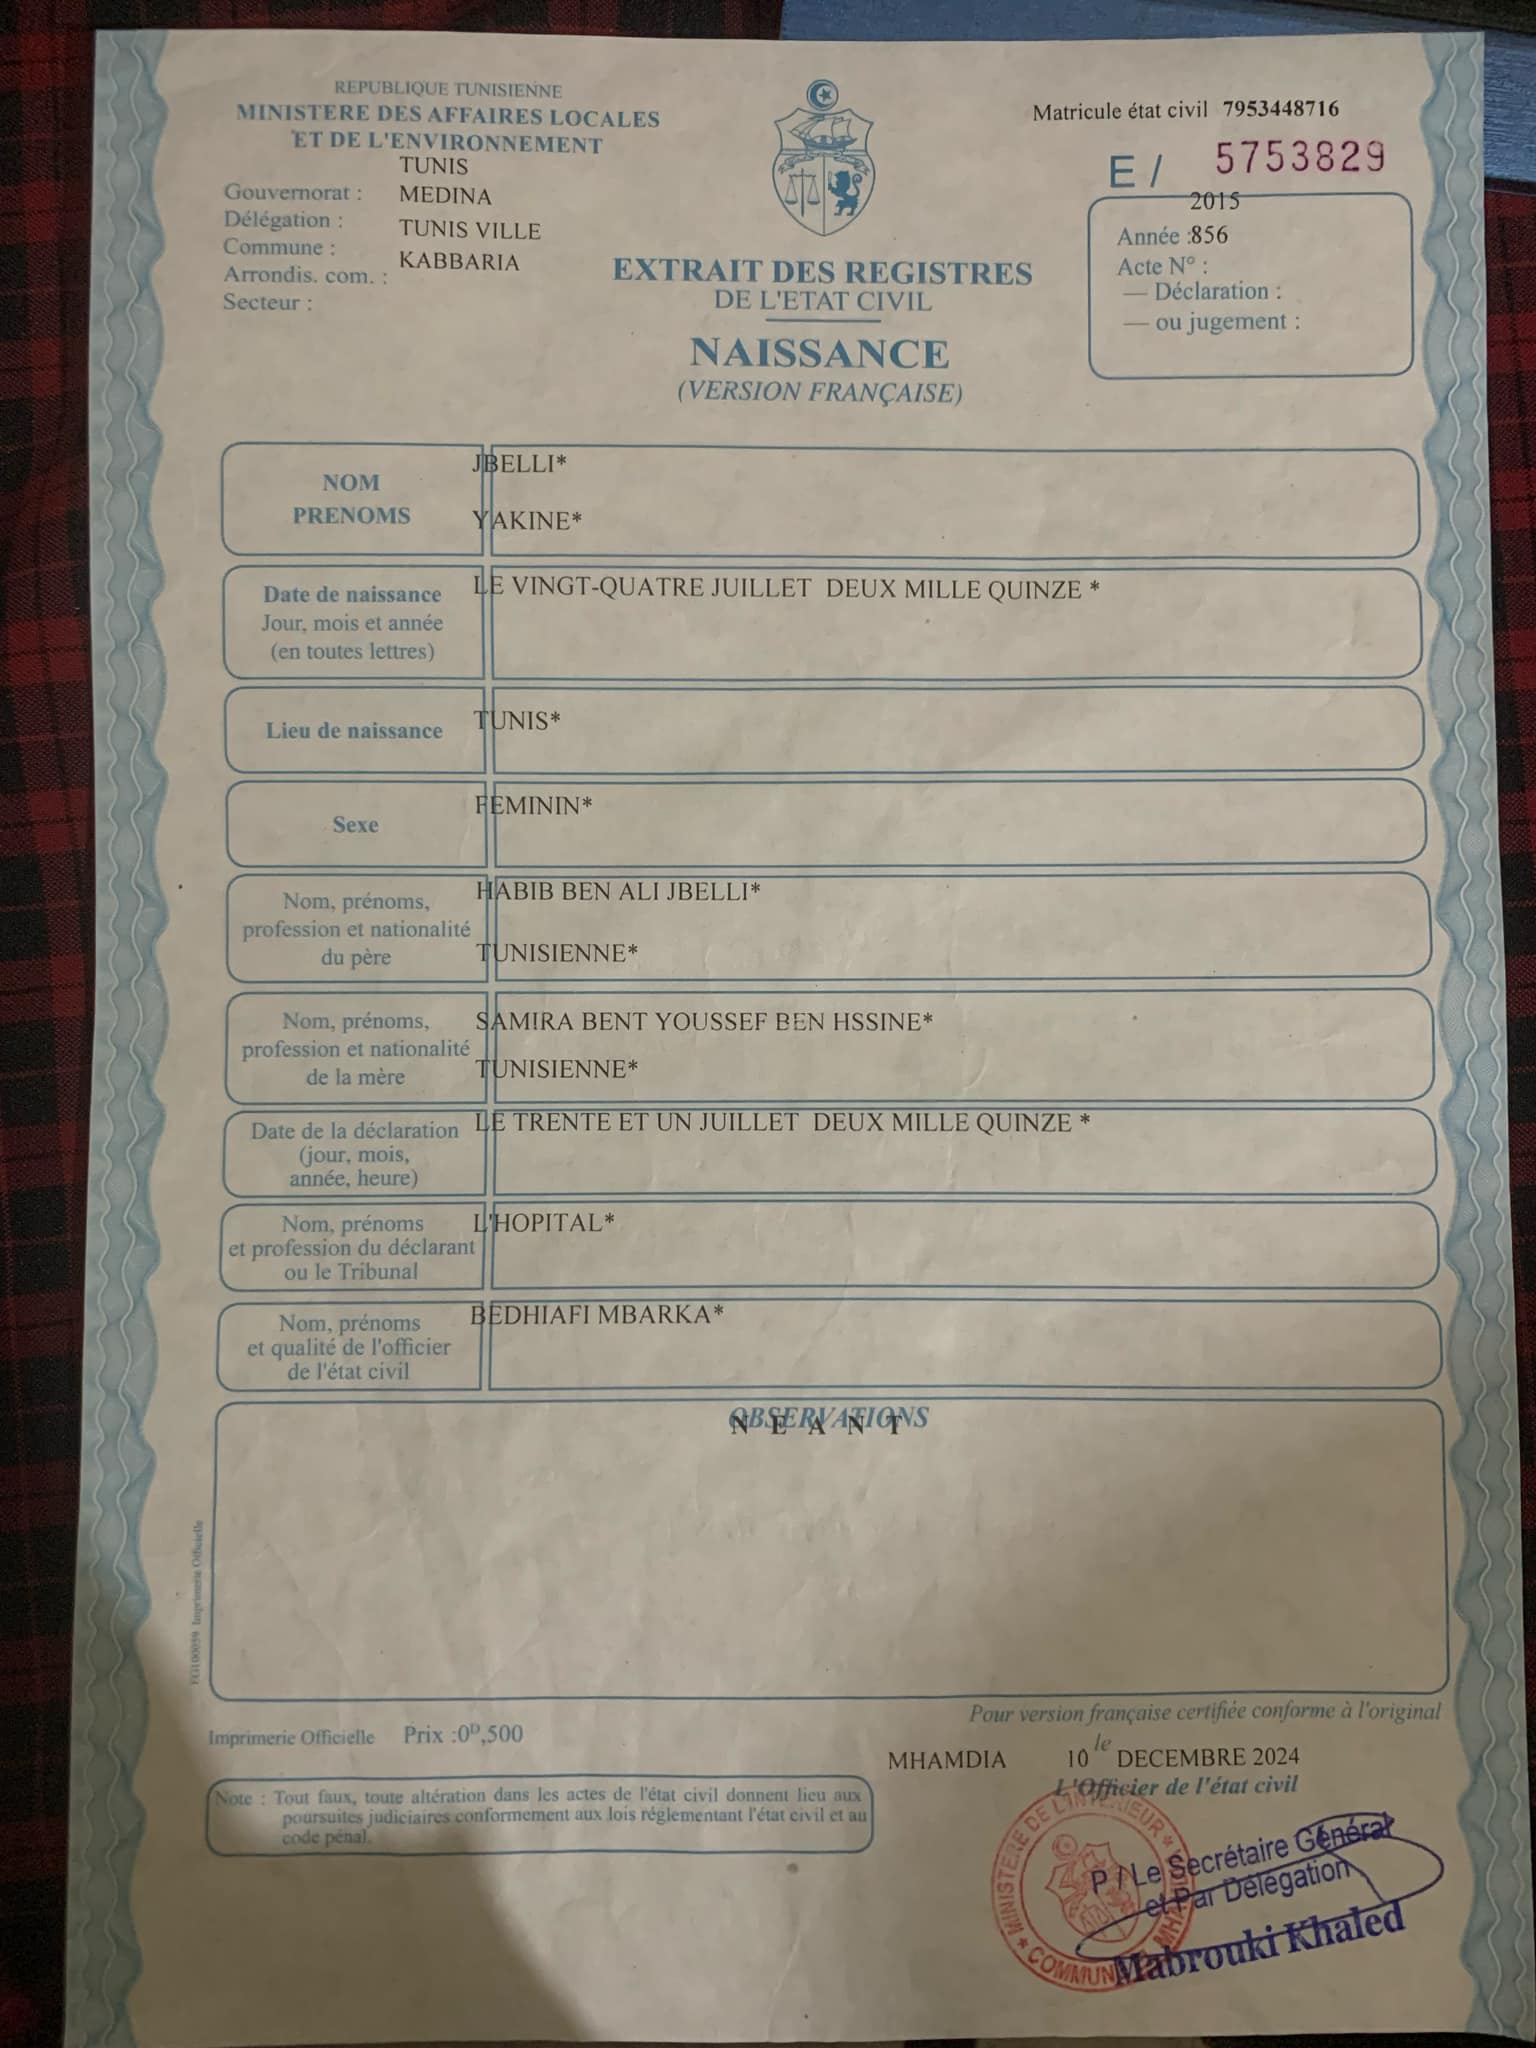 REPUBLIQUE TUNISIENNE
MINISTERE DES AFFAIRES LOCALES
ET DE L'ENVIRONNEMENT
TUNIS
Gouvernorat : MEDINA
Délégation : TUNIS VILLE
Commune : KABBARIA
Arrondis. com. :
Secteur :
Matricule état civil 7953448716
E / 5753829
2015
Année :856
Acte N° :
— Déclaration :
— ou jugement :
EXTRAIT DES REGISTRES
DE L'ETAT CIVIL
NAISSANCE
(VERSION FRANÇAISE)
NOM
PRENOMS
JBELLI*
YAKINE*
Date de naissance
Jour, mois et année
(en toutes lettres)
LE VINGT-QUATRE JUILLET DEUX MILLE QUINZE *
Lieu de naissance
TUNIS*
Sexe
FEMININ*
Nom, prénoms,
profession et nationalité
du père
HABIB BEN ALI JBELLI*
TUNISIENNE*
Nom, prénoms,
profession et nationalité
de la mère
SAMIRA BENT YOUSSEF BEN HSSINE*
TUNISIENNE*
Date de la déclaration
(jour, mois,
année, heure)
LE TRENTE ET UN JUILLET DEUX MILLE QUINZE *
Nom, prénoms
et profession du déclarant
ou le Tribunal
L'HOPITAL*
Nom, prénoms
et qualité de l'officier
de l'état civil
BEDHIAFI MBARKA*
OBSERVATIONS
N E A N T
Imprimerie Officielle
Pour version française certifiée conforme à l'original
Imprimerie Officielle Prix :0ᴰ,500
MHAMDIA 10 le DECEMBRE 2024
L'Officier de l'état civil
Note : Tout faux, toute altération dans les actes de l'état civil donnent lieu aux
poursuites judiciaires conformement aux lois réglementant l'état civil et au
code pénal.
MINISTERE DE L'INTERIEUR
COMMUNE MHAMDIA
P / Le Secrétaire Général
et Par Délégation
Mabrouki Khaled